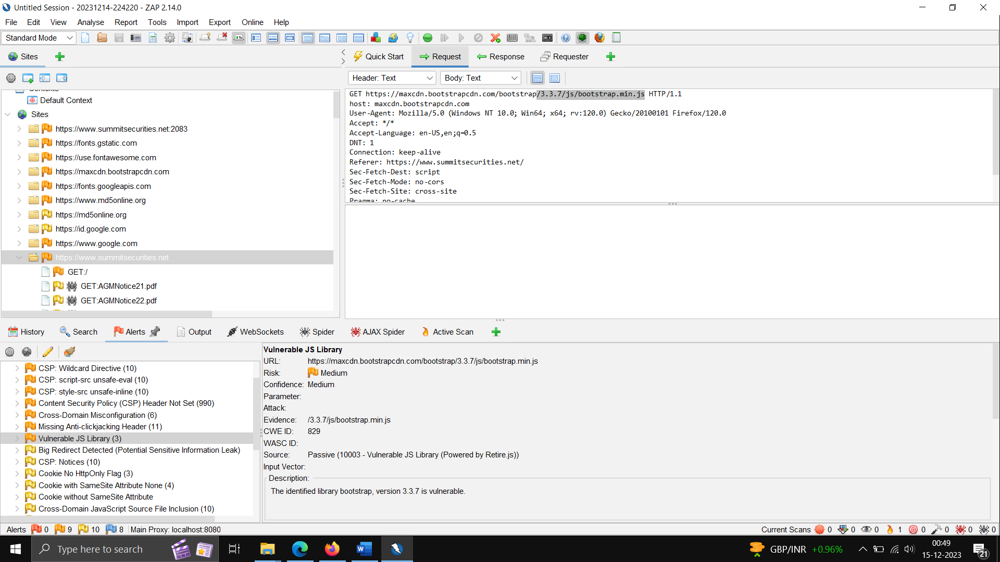 Untitled Session - 20231214-224220 - ZAP 2.14.0
File Edit View Analyse Report Tools Import Export Online Help
Standard Mode
Sites
Quick Start Request Response Requester
Header: Text Body: Text
Contexts
Default Context
Sites
https://www.summitsecurities.net:2083
https://fonts.gstatic.com
https://use.fontawesome.com
https://maxcdn.bootstrapcdn.com
https://fonts.googleapis.com
https://www.md5online.org
https://md5online.org
https://id.google.com
https://www.google.com
https://www.summitsecurities.net
GET:/
GET:AGMNotice21.pdf
GET:AGMNotice22.pdf
GET https://maxcdn.bootstrapcdn.com/bootstrap/3.3.7/js/bootstrap.min.js HTTP/1.1
host: maxcdn.bootstrapcdn.com
User-Agent: Mozilla/5.0 (Windows NT 10.0; Win64; x64; rv:120.0) Gecko/20100101 Firefox/120.0
Accept: */*
Accept-Language: en-US,en;q=0.5
DNT: 1
Connection: keep-alive
Referer: https://www.summitsecurities.net/
Sec-Fetch-Dest: script
Sec-Fetch-Mode: no-cors
Sec-Fetch-Site: cross-site
Pragma: no-cache
History Search Alerts Output WebSockets Spider AJAX Spider Active Scan
CSP: Wildcard Directive (10)
CSP: script-src unsafe-eval (10)
CSP: style-src unsafe-inline (10)
Content Security Policy (CSP) Header Not Set (990)
Cross-Domain Misconfiguration (6)
Missing Anti-clickjacking Header (11)
Vulnerable JS Library (3)
Big Redirect Detected (Potential Sensitive Information Leak)
CSP: Notices (10)
Cookie No HttpOnly Flag (3)
Cookie with SameSite Attribute None (4)
Cookie without SameSite Attribute
Cross-Domain JavaScript Source File Inclusion (10)
Vulnerable JS Library
URL: https://maxcdn.bootstrapcdn.com/bootstrap/3.3.7/js/bootstrap.min.js
Risk: Medium
Confidence: Medium
Parameter:
Attack:
Evidence: /3.3.7/js/bootstrap.min.js
CWE ID: 829
WASC ID:
Source: Passive (10003 - Vulnerable JS Library (Powered by Retire.js))
Input Vector:
Description:
The identified library bootstrap, version 3.3.7 is vulnerable.
Alerts 0 9 10 8 Main Proxy: localhost:8080
Current Scans 0 0 0 1 0 0 0 0
Type here to search
GBP/INR +0.96%
00:49
15-12-2023
21